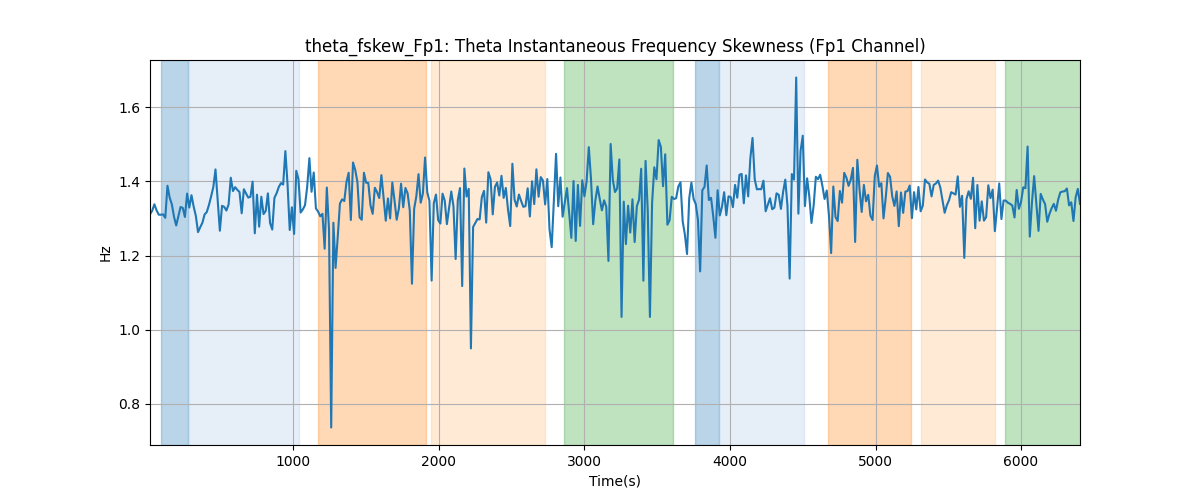 theta_fskew_Fp1: Theta Instantaneous Frequency Skewness (Fp1 Channel)
1.6
1.4
1.2
1.0
0.8
Hz
1000 2000 3000 4000 5000 6000
Time(s)